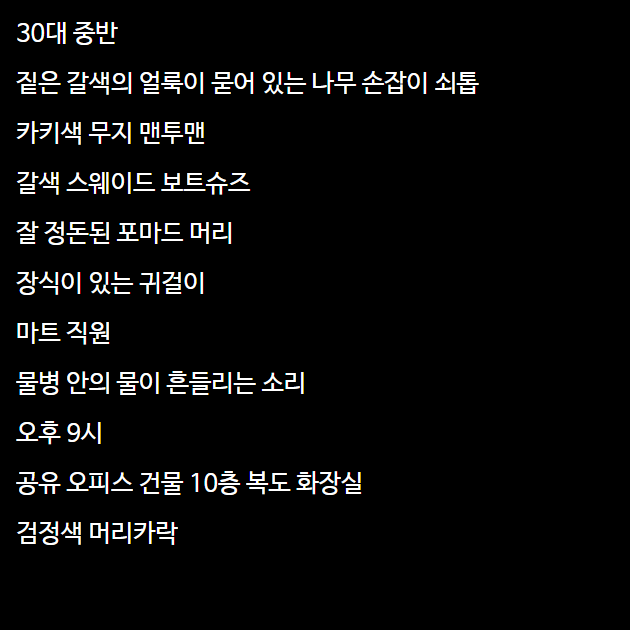 30대 중반
짙은 갈색의 얼룩이 묻어 있는 나무 손잡이 쇠톱
카키색 무지 맨투맨
갈색 스웨이드 보트슈즈
잘 정돈된 포마드 머리
장식이 있는 귀걸이
마트 직원
물병 안의 물이 흔들리는 소리
오후 9시
공유 오피스 건물 10층 복도 화장실
검정색 머리카락